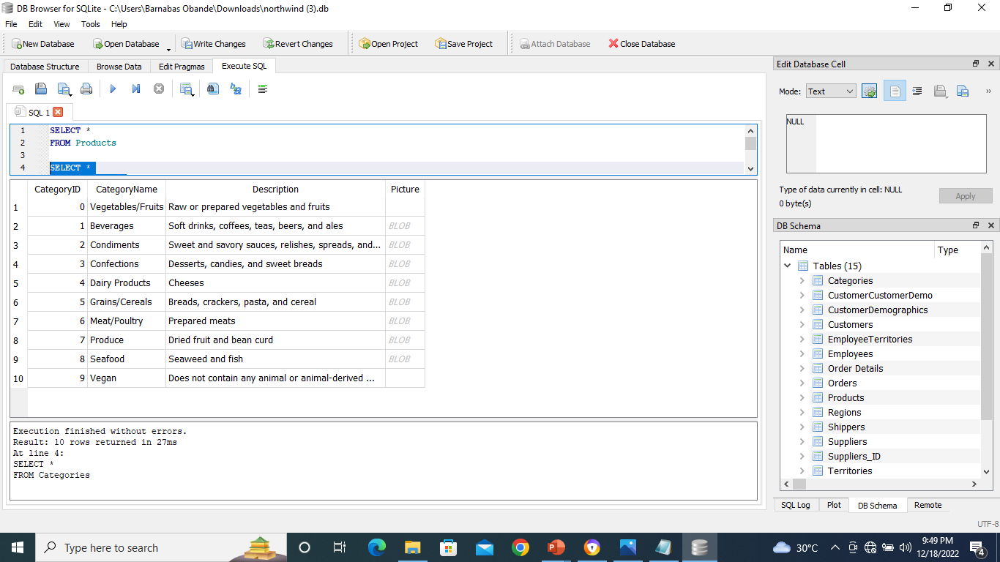 DB Browser for SQLite - C:\Users\Barnabas Obande\Downloads\northwind (3).db
File Edit View Tools Help
New Database Open Database Write Changes Revert Changes Open Project Save Project Attach Database Close Database
Database Structure Browse Data Edit Pragmas Execute SQL
SQL 1
1 SELECT *
2 FROM Products
3
4 SELECT *
CategoryID CategoryName Description Picture
1 0 Vegetables/Fruits Raw or prepared vegetables and fruits
2 1 Beverages Soft drinks, coffees, teas, beers, and ales BLOB
3 2 Condiments Sweet and savory sauces, relishes, spreads, and... BLOB
4 3 Confections Desserts, candies, and sweet breads BLOB
5 4 Dairy Products Cheeses BLOB
6 5 Grains/Cereals Breads, crackers, pasta, and cereal BLOB
7 6 Meat/Poultry Prepared meats BLOB
8 7 Produce Dried fruit and bean curd BLOB
9 8 Seafood Seaweed and fish BLOB
10 9 Vegan Does not contain any animal or animal-derived ...
Execution finished without errors.
Result: 10 rows returned in 27ms
At line 4:
SELECT *
FROM Categories
Edit Database Cell
Mode: Text
NULL
Type of data currently in cell: NULL
0 byte(s)
Apply
DB Schema
Name Type
Tables (15)
Categories
CustomerCustomerDemo
CustomerDemographics
Customers
EmployeeTerritories
Employees
Order Details
Orders
Products
Regions
Shippers
Suppliers
Suppliers_ID
Territories
SQL Log Plot DB Schema Remote
UTF-8
Type here to search
30°C
9:49 PM
12/18/2022
4